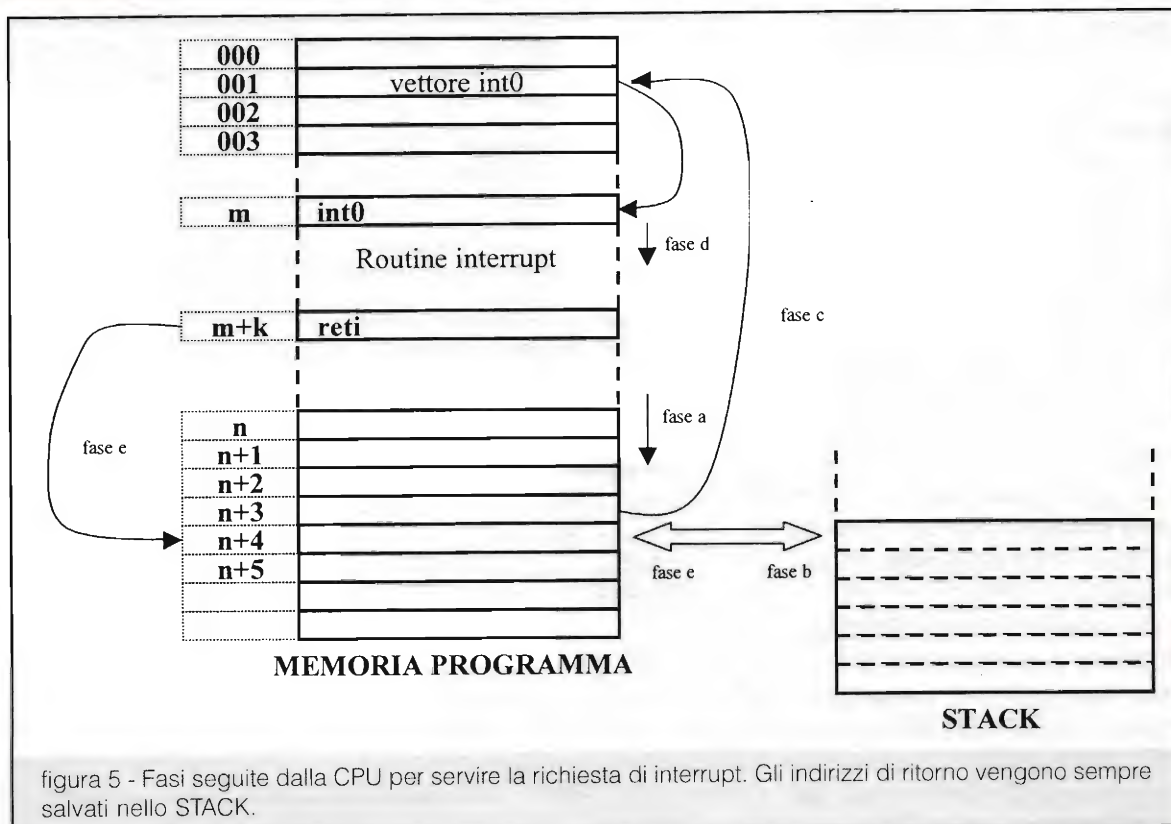 000
001 vettore int0
002
003
m int0
fase d
Routine interrupt
fase c
m+k reti
fase a
n
fase e
n+1
n+2
n+3
n+4
n+5
fase e fase b
MEMORIA PROGRAMMA
STACK
figura 5 - Fasi seguite dalla CPU per servire la richiesta di interrupt. Gli indirizzi di ritorno vengono sempre
salvati nello STACK.